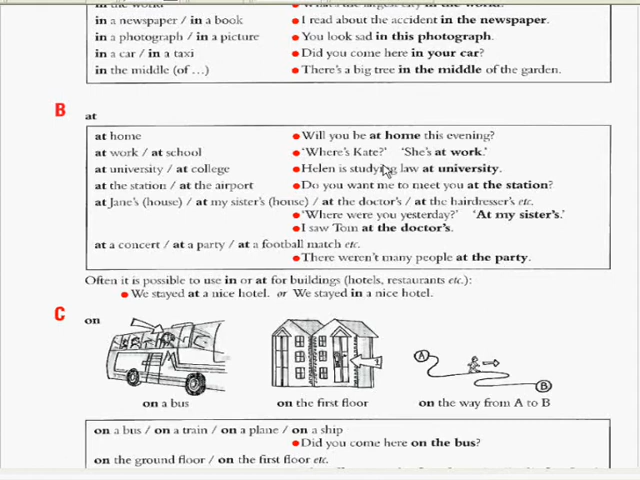 in the world What's the largest city in the world?
in a newspaper / in a book • I read about the accident in the newspaper.
in a photograph / in a picture • You look sad in this photograph.
in a car / in a taxi • Did you come here in your car?
in the middle (of ...) • There's a big tree in the middle of the garden.
B at
at home • Will you be at home this evening?
at work / at school • 'Where's Kate?' 'She's at work.'
at university / at college • Helen is studying law at university.
at the station / at the airport • Do you want me to meet you at the station?
at Jane's (house) / at my sister's (house) / at the doctor's / at the hairdresser's etc.
• 'Where were you yesterday?' 'At my sister's.'
• I saw Tom at the doctor's.
at a concert / at a party / at a football match etc.
• There weren't many people at the party.
Often it is possible to use in or at for buildings (hotels, restaurants etc.):
• We stayed at a nice hotel. or We stayed in a nice hotel.
C on
A
B
on a bus on the first floor on the way from A to B
on a bus / on a train / on a plane / on a ship
• Did you come here on the bus?
on the ground floor / on the first floor etc.